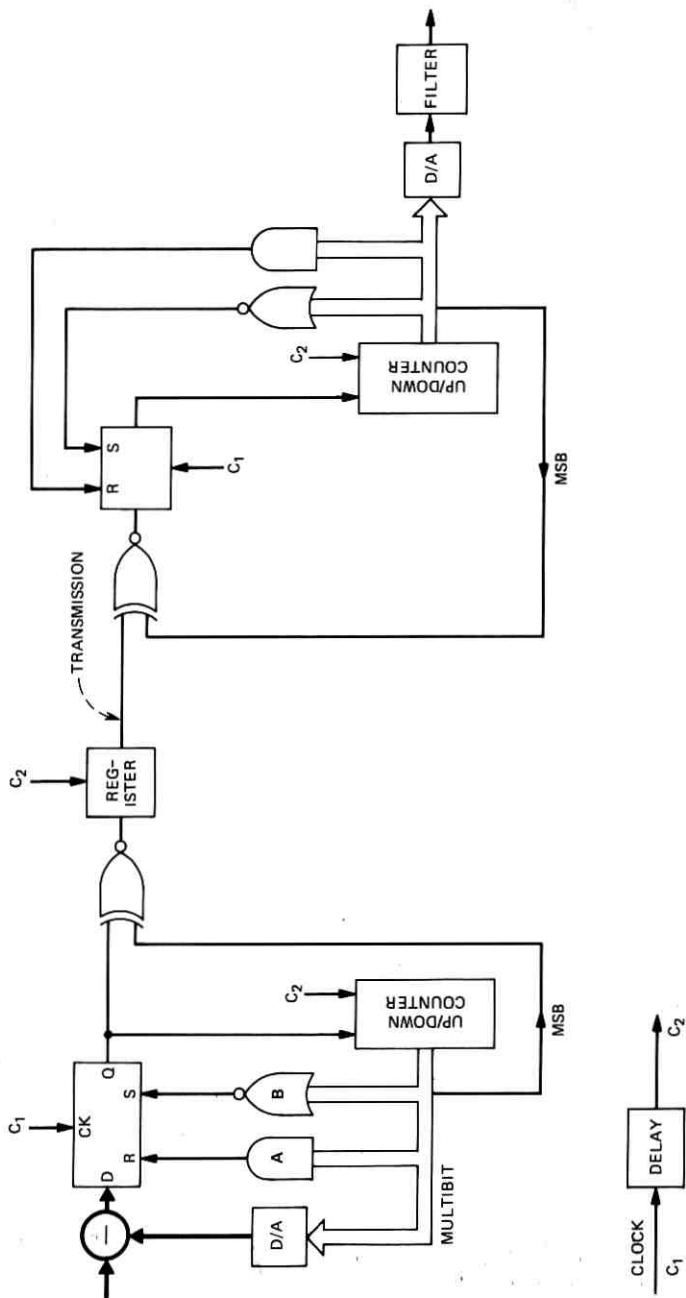 C1
CK
D
Q
R
S
A
B
D/A
MULTIBIT
C2
UP/DOWN
COUNTER
MSB
C2
REG-
ISTER
TRANSMISSION
R
S
C1
C2
UP/DOWN
COUNTER
MSB
D/A
FILTER
CLOCK
C1
DELAY
C2